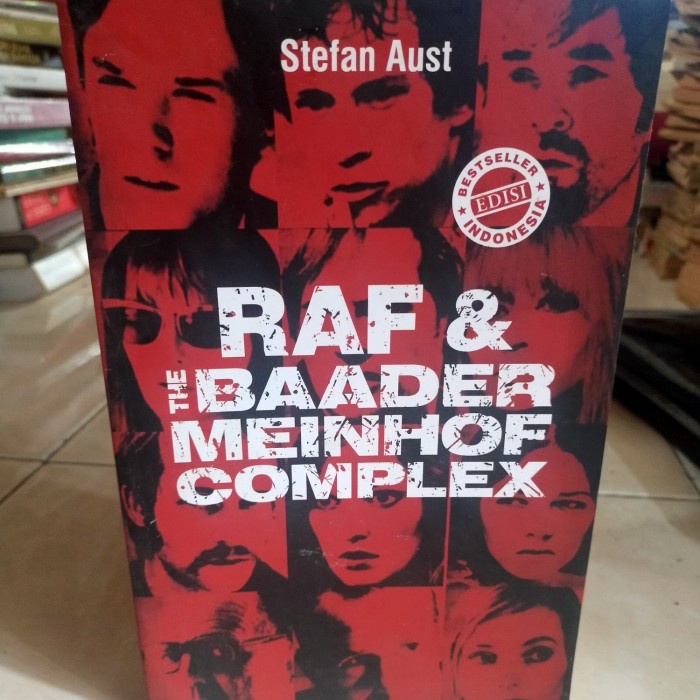 Stefan Aust
BESTSELLER
EDISI
INDONESIA
RAF &
THE BAADER
MEINHOF
COMPLEX